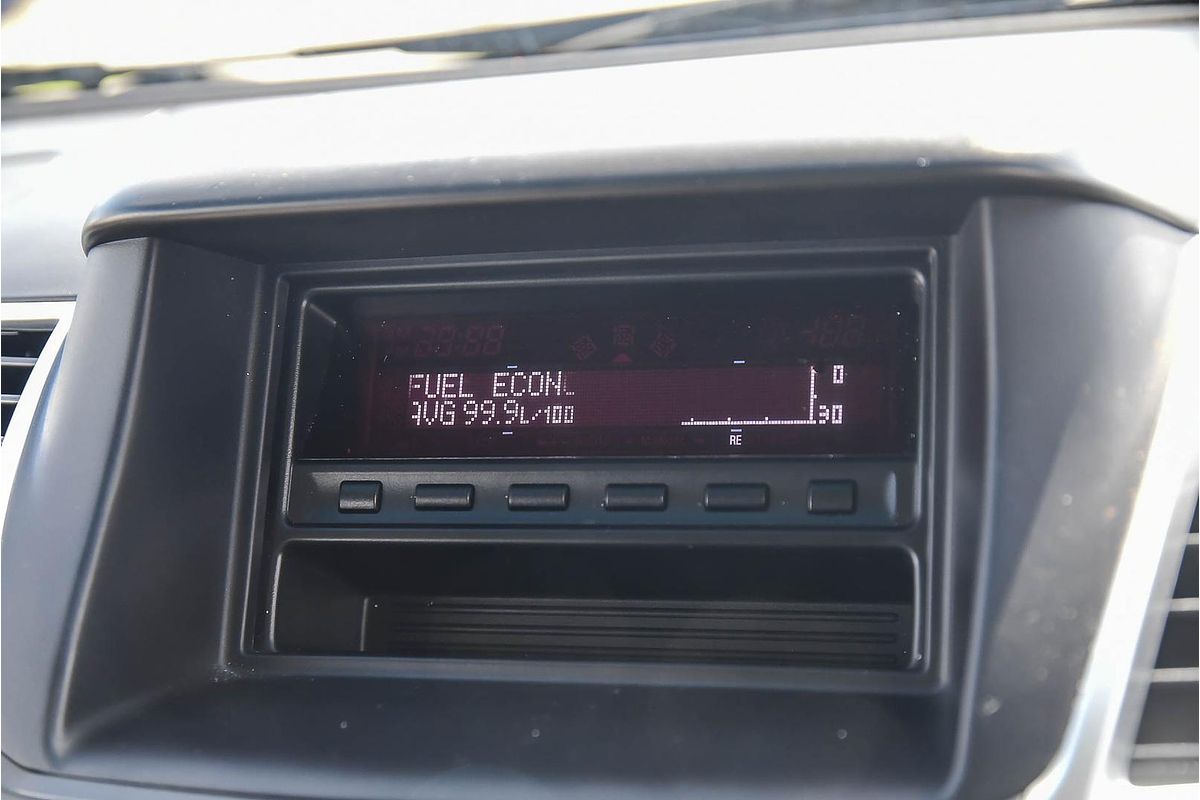 FUEL ECON.
AVG 99.9L/100
0
30
RE